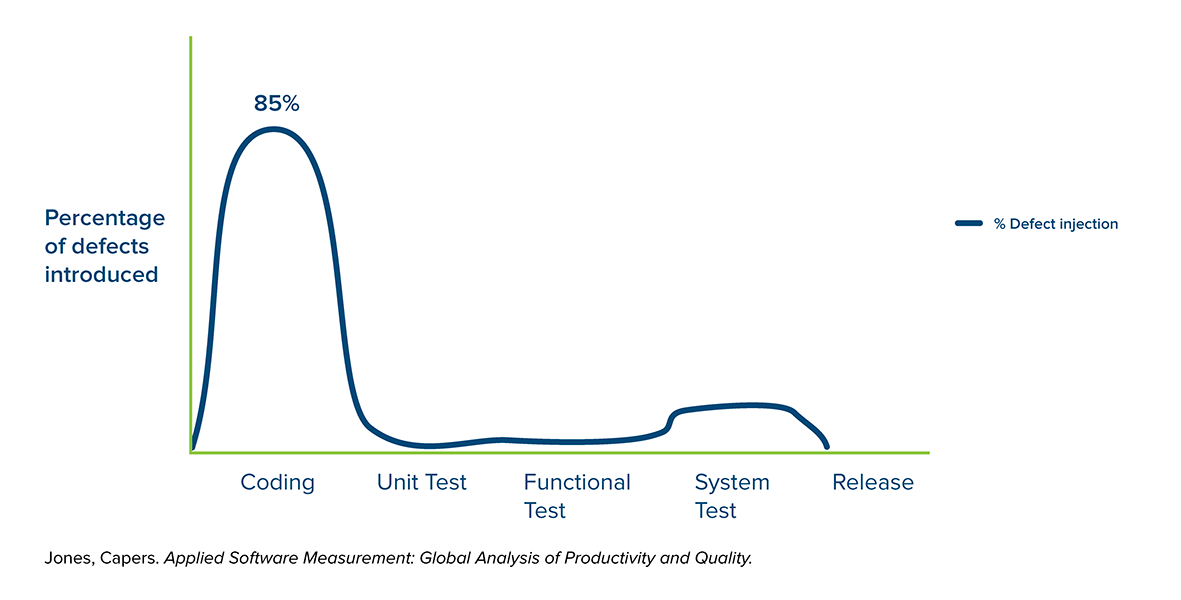 85%
Percentage
of defects
introduced
% Defect injection
Coding
Unit Test
Functional
Test
System
Test
Release
Jones, Capers. Applied Software Measurement: Global Analysis of Productivity and Quality.